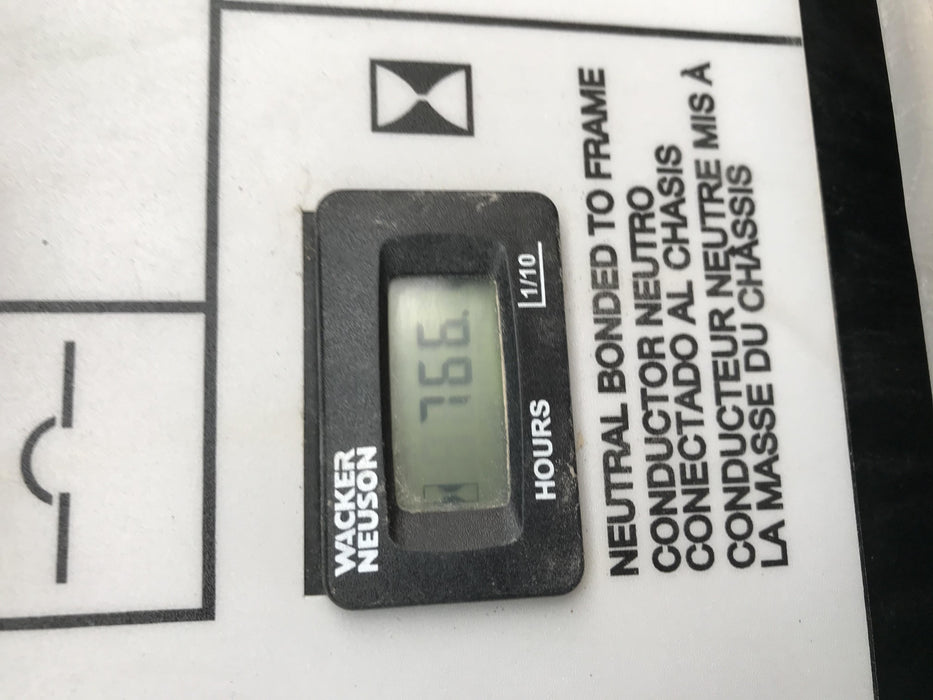 WACKER
NEUSON
766.
HOURS 1/10
NEUTRAL BONDED TO FRAME
CONDUCTOR NEUTRO
CONECTADO AL CHASIS
CONDUCTEUR NEUTRE MIS À
LA MASSE DU CHÂSSIS